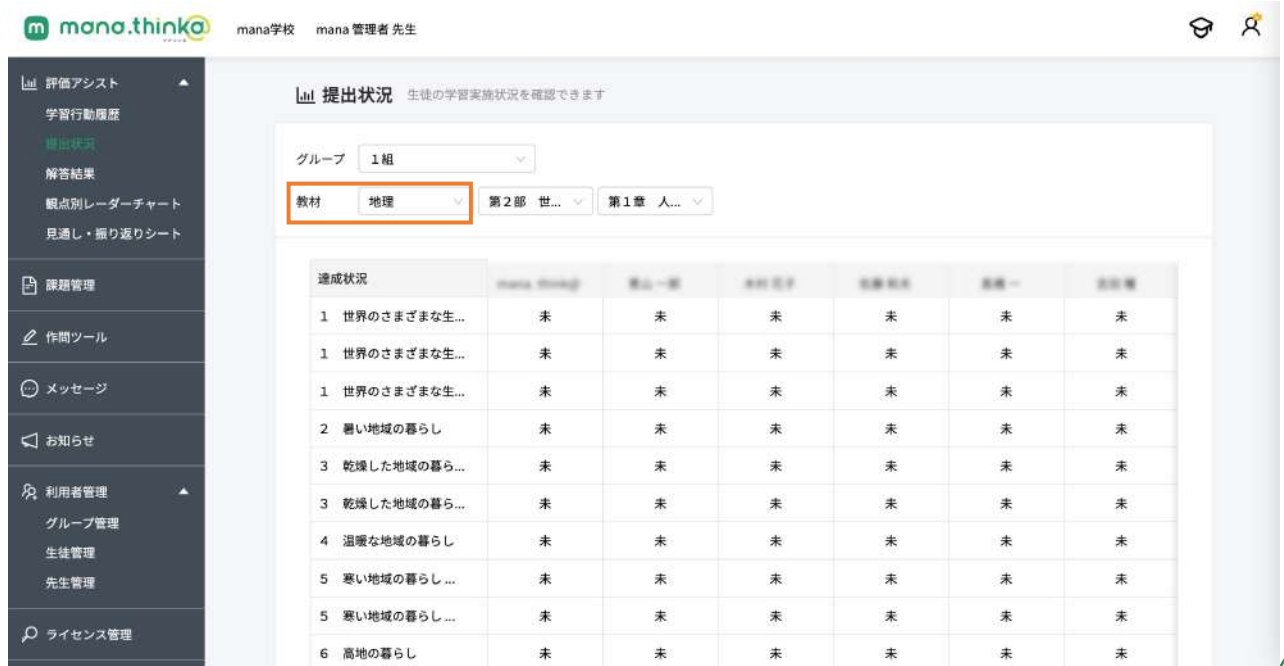 m mana.think@ mana学校 mana 管理者 先生
評価アシスト
学習行動履歴
提出状況
解答結果
観点別レーダーチャート
見通し・振り返りシート
課題管理
作問ツール
メッセージ
お知らせ
利用者管理
グループ管理
生徒管理
先生管理
ライセンス管理
提出状況 生徒の学習実施状況を確認できます
グループ 1組
教材 地理 第2部 世... 第1章 人...
達成状況
1 世界のさまざまな生... 未 未 未 未 未 未
1 世界のさまざまな生... 未 未 未 未 未 未
1 世界のさまざまな生... 未 未 未 未 未 未
2 暑い地域の暮らし 未 未 未 未 未 未
3 乾燥した地域の暮ら... 未 未 未 未 未 未
3 乾燥した地域の暮ら... 未 未 未 未 未 未
4 温暖な地域の暮らし 未 未 未 未 未 未
5 寒い地域の暮らし ... 未 未 未 未 未 未
5 寒い地域の暮らし ... 未 未 未 未 未 未
6 高地の暮らし 未 未 未 未 未 未